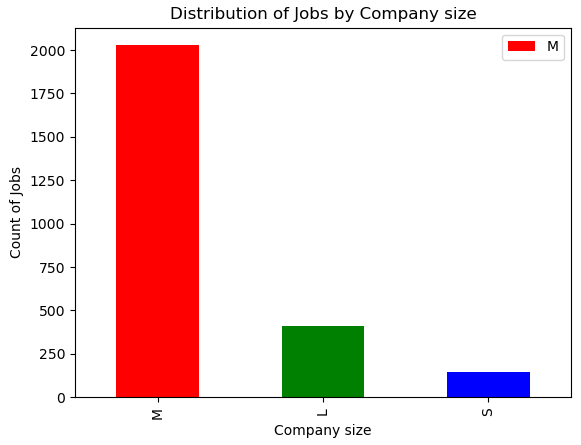 Distribution of Jobs by Company size
M
2000
1750
1500
1250
1000
750
500
250
0
Count of Jobs
M
L
S
Company size